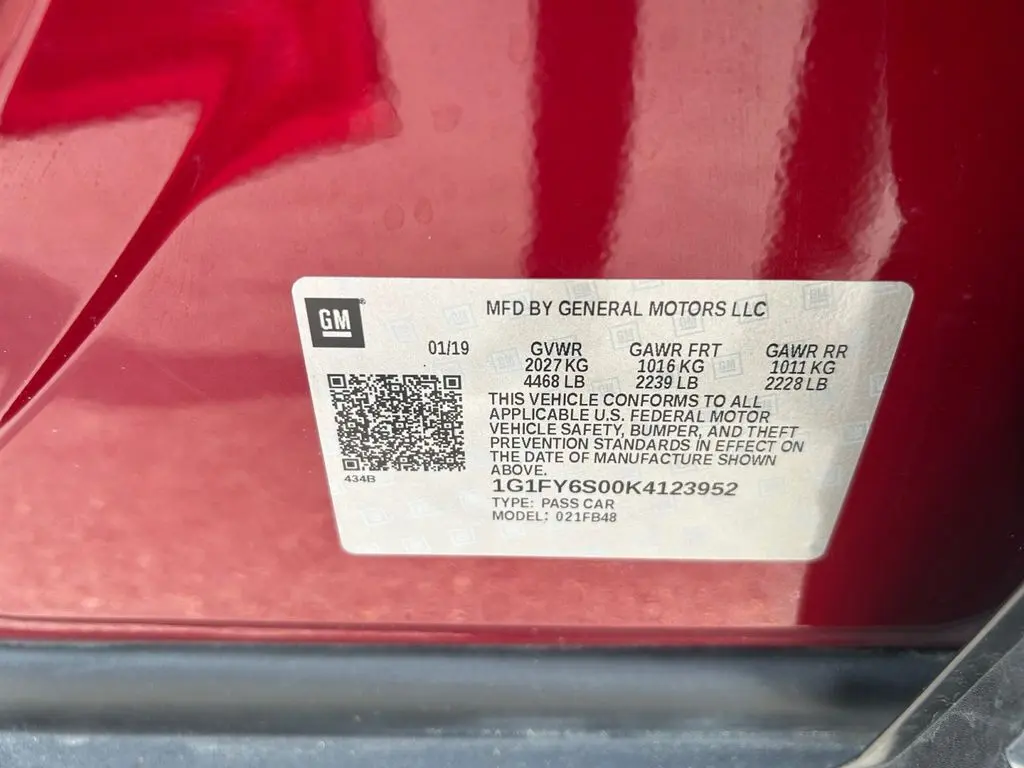 GM
MFD BY GENERAL MOTORS LLC
01/19 GVWR GAWR FRT GAWR RR
2027 KG 1016 KG 1011 KG
4468 LB 2239 LB 2228 LB
THIS VEHICLE CONFORMS TO ALL
APPLICABLE U.S. FEDERAL MOTOR
VEHICLE SAFETY, BUMPER, AND THEFT
PREVENTION STANDARDS IN EFFECT ON
THE DATE OF MANUFACTURE SHOWN
ABOVE.
434B
1G1FY6S00K4123952
TYPE: PASS CAR
MODEL: 021FB48